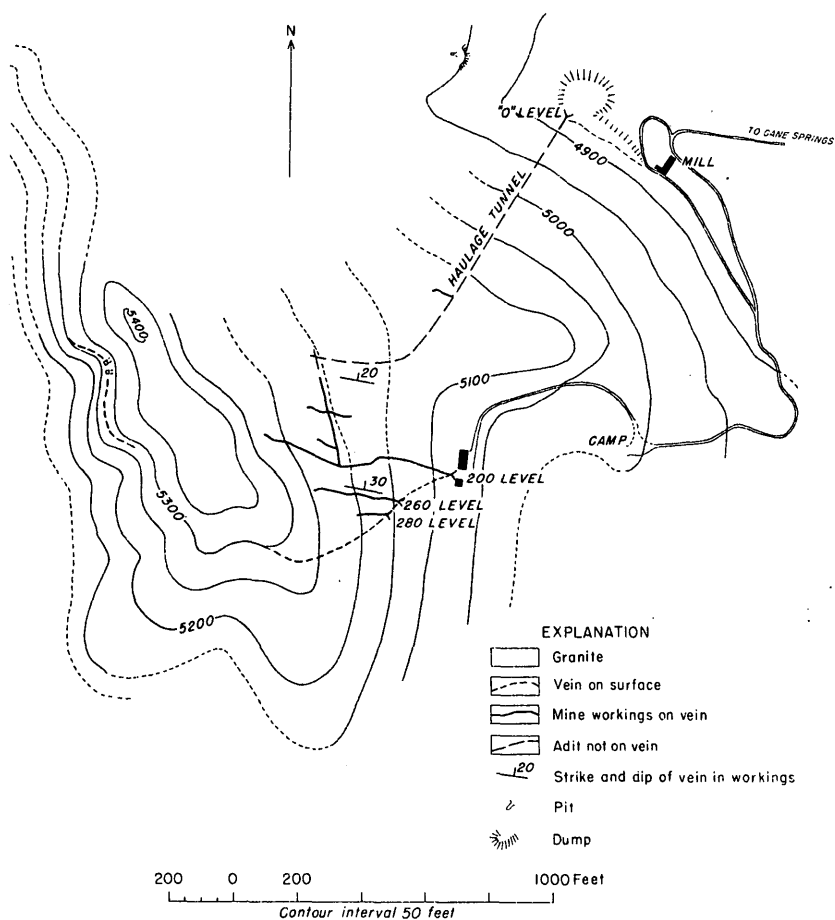 N
"O" LEVEL
4900
TO CANE SPRINGS
MILL
HAULAGE TUNNEL
5000
5400
20
5100
CAMP
30
200 LEVEL
5300
260 LEVEL
280 LEVEL
5200
EXPLANATION
Granite
Vein on surface
Mine workings on vein
Adit not on vein
20
Strike and dip of vein in workings
Pit
Dump
200 0 200 1000 Feet
Contour interval 50 feet